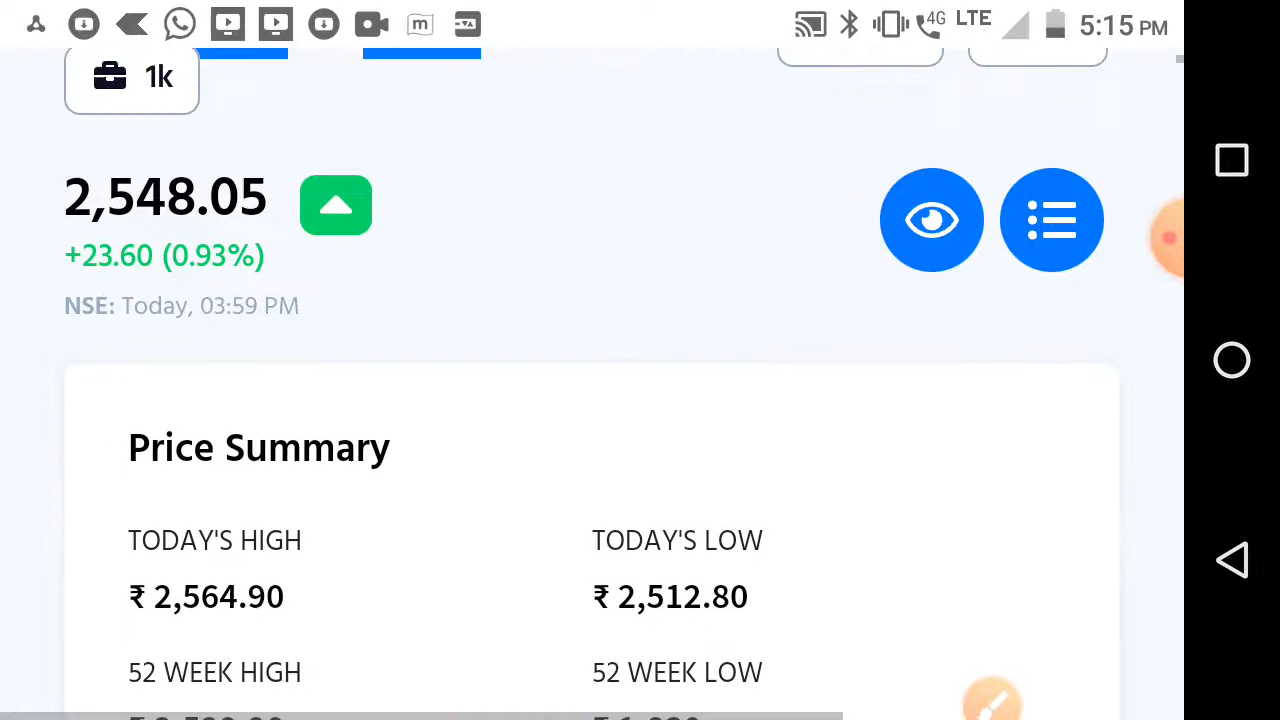 4G LTE 5:15 PM
1k
2,548.05
+23.60 (0.93%)
NSE: Today, 03:59 PM
Price Summary
TODAY'S HIGH TODAY'S LOW
₹ 2,564.90 ₹ 2,512.80
52 WEEK HIGH 52 WEEK LOW